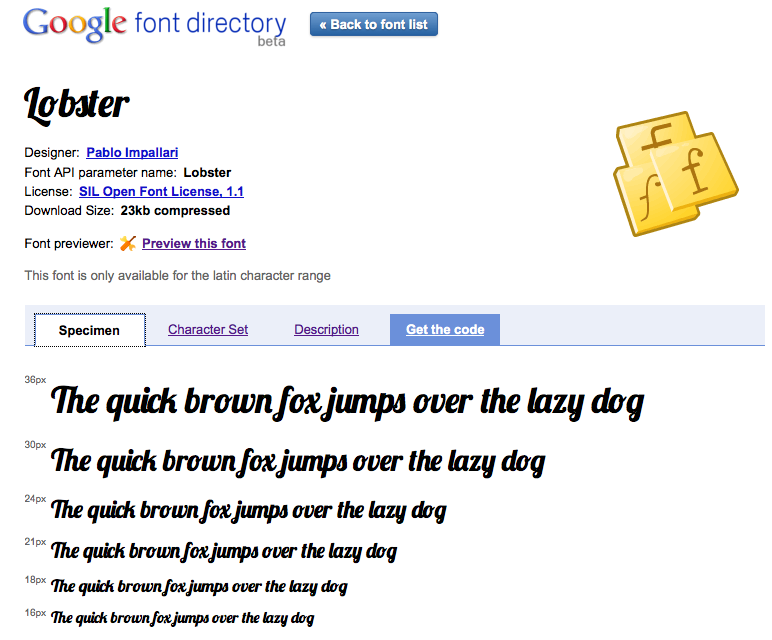 Google font directory
beta
« Back to font list
Lobster
Designer: Pablo Impallari
Font API parameter name: Lobster
License: SIL Open Font License, 1.1
Download Size: 23kb compressed
Font previewer: Preview this font
This font is only available for the latin character range
Specimen Character Set Description Get the code
36px The quick brown fox jumps over the lazy dog
30px The quick brown fox jumps over the lazy dog
24px The quick brown fox jumps over the lazy dog
21px The quick brown fox jumps over the lazy dog
18px The quick brown fox jumps over the lazy dog
16px The quick brown fox jumps over the lazy dog
f
f
f